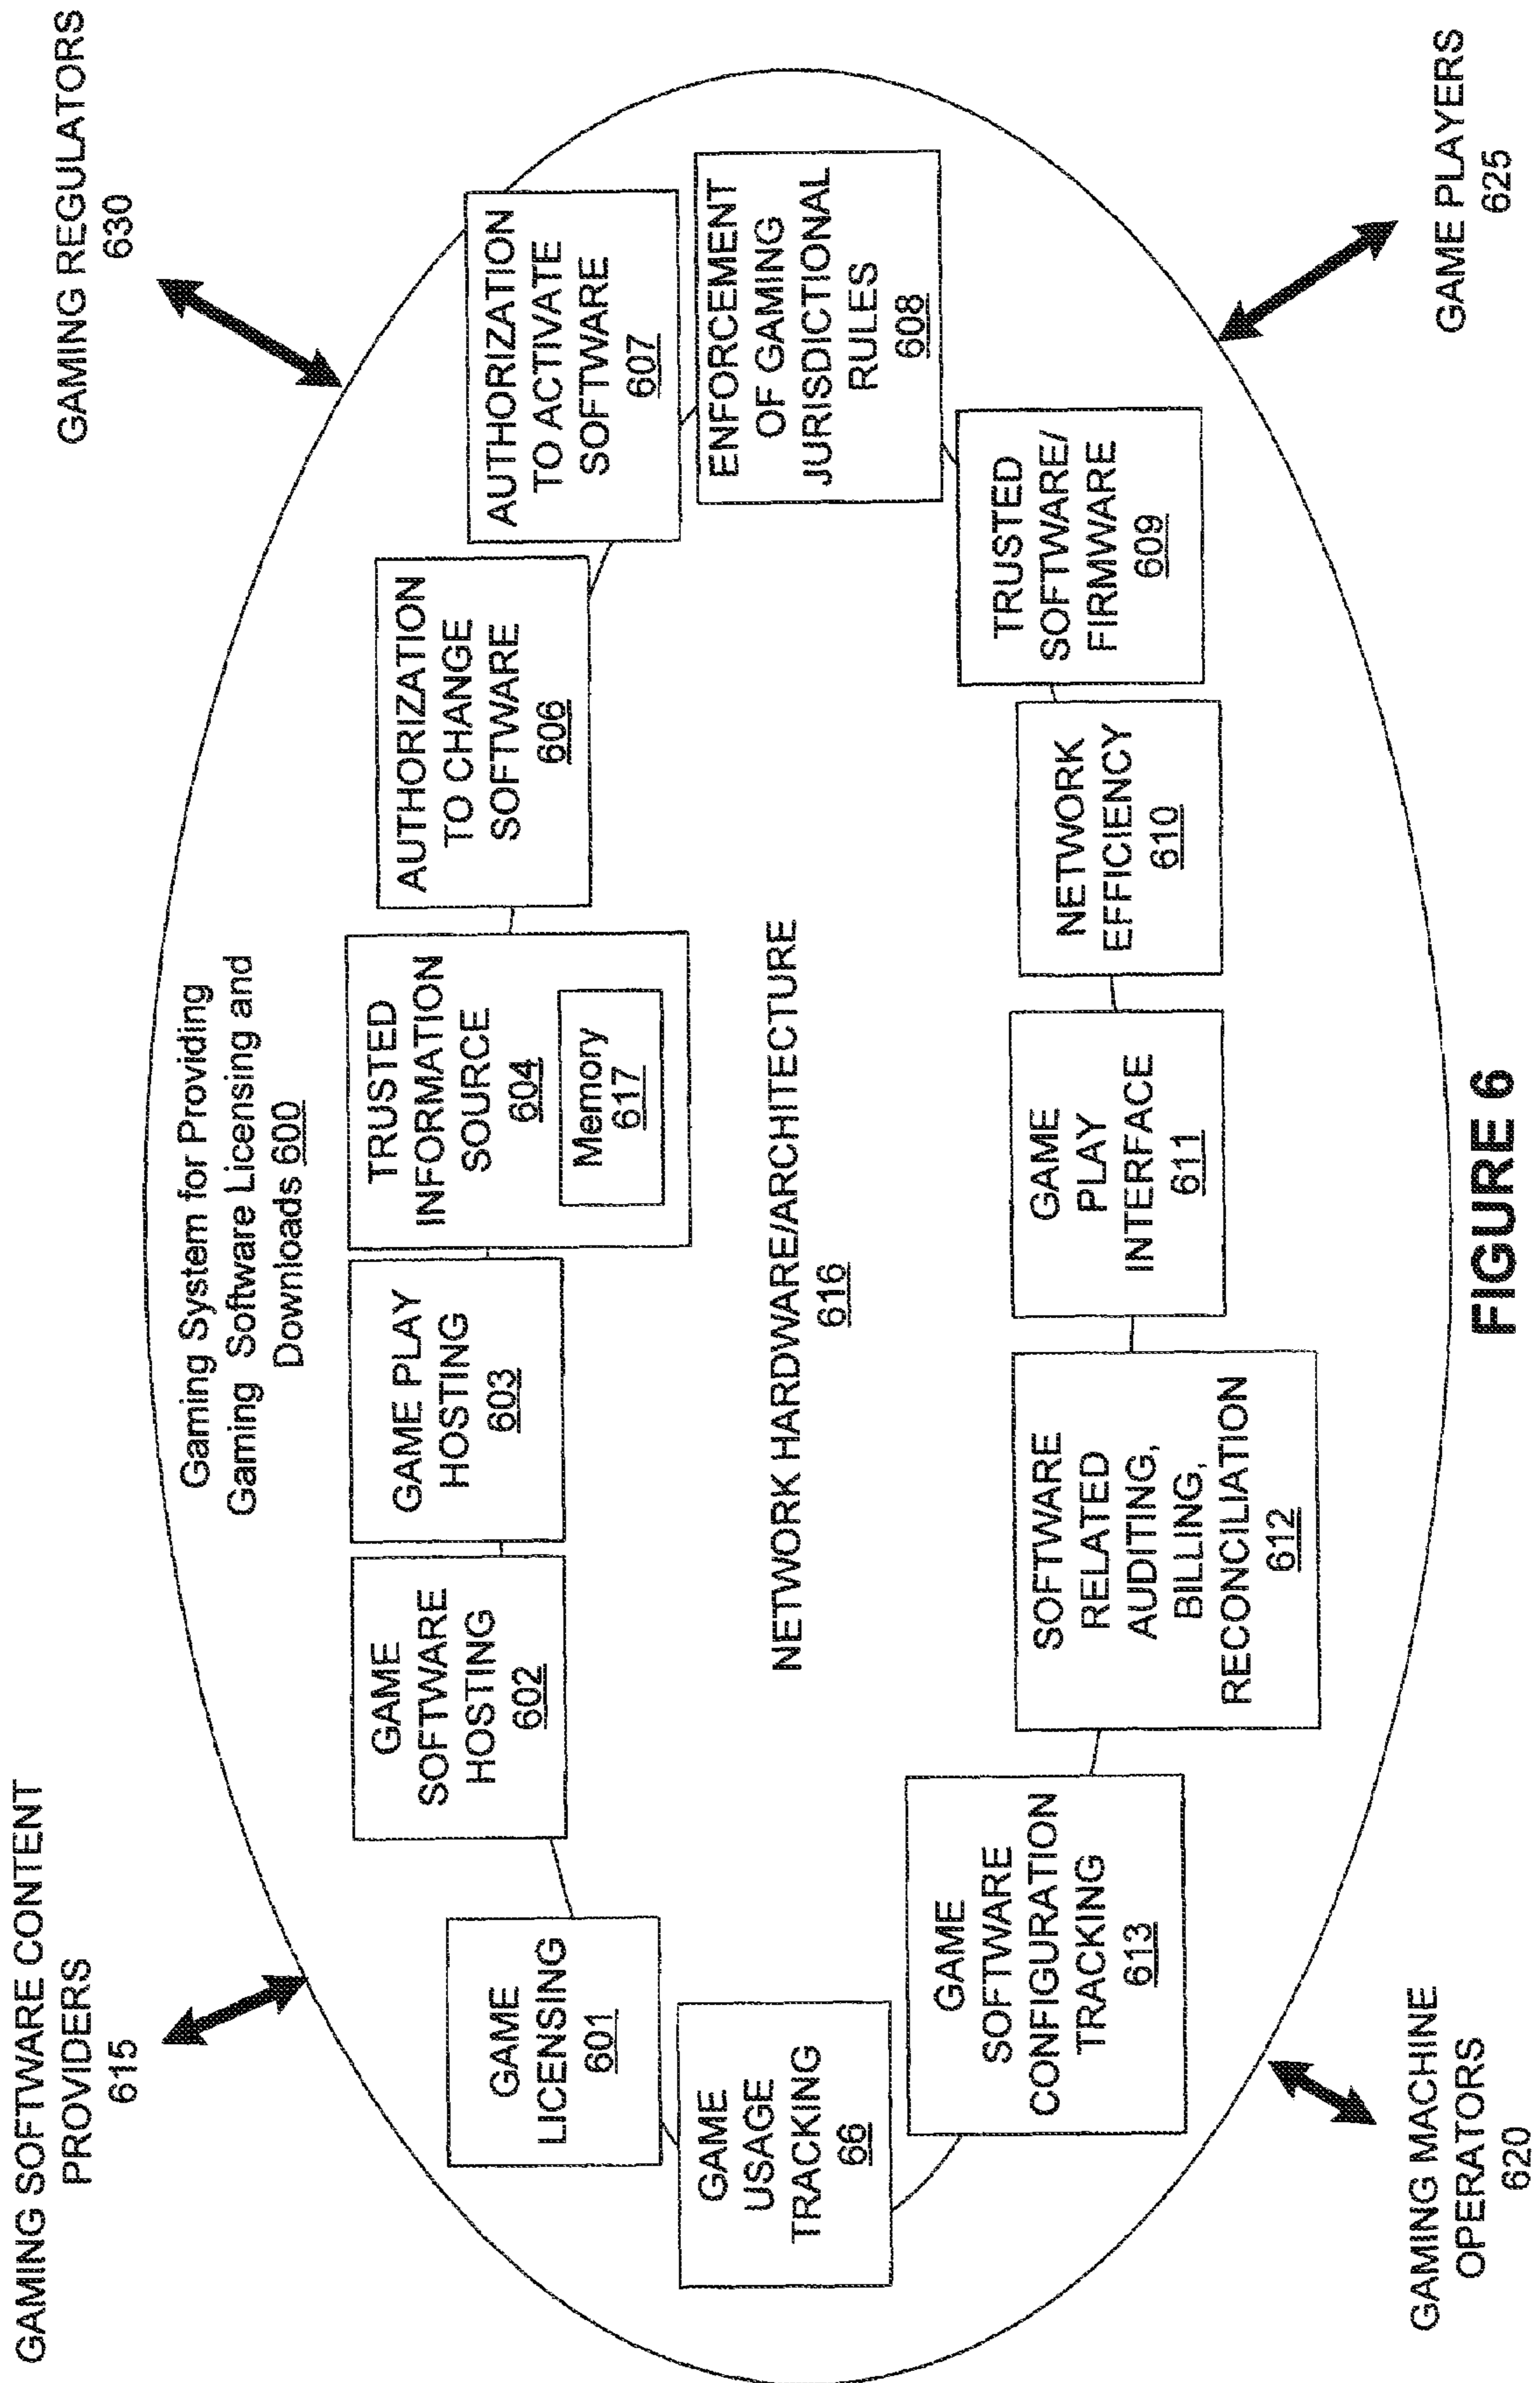 GAMING SOFTWARE CONTENT
PROVIDERS
615
GAMING REGULATORS
630
Gaming System for Providing
Gaming Software Licensing and
Downloads 600
GAME
LICENSING
601
GAME
SOFTWARE
HOSTING
602
GAME PLAY
HOSTING
603
TRUSTED
INFORMATION
SOURCE
604
Memory
617
AUTHORIZATION
TO CHANGE
SOFTWARE
606
AUTHORIZATION
TO ACTIVATE
SOFTWARE
607
ENFORCEMENT
OF GAMING
JURISDICTIONAL
RULES
608
NETWORK HARDWARE/ARCHITECTURE
616
GAME
USAGE
TRACKING
66
GAME
SOFTWARE
CONFIGURATION
TRACKING
613
SOFTWARE
RELATED
AUDITING,
BILLING,
RECONCILIATION
612
GAME
PLAY
INTERFACE
611
NETWORK
EFFICIENCY
610
TRUSTED
SOFTWARE/
FIRMWARE
609
GAMING MACHINE
OPERATORS
620
GAME PLAYERS
625
FIGURE 6